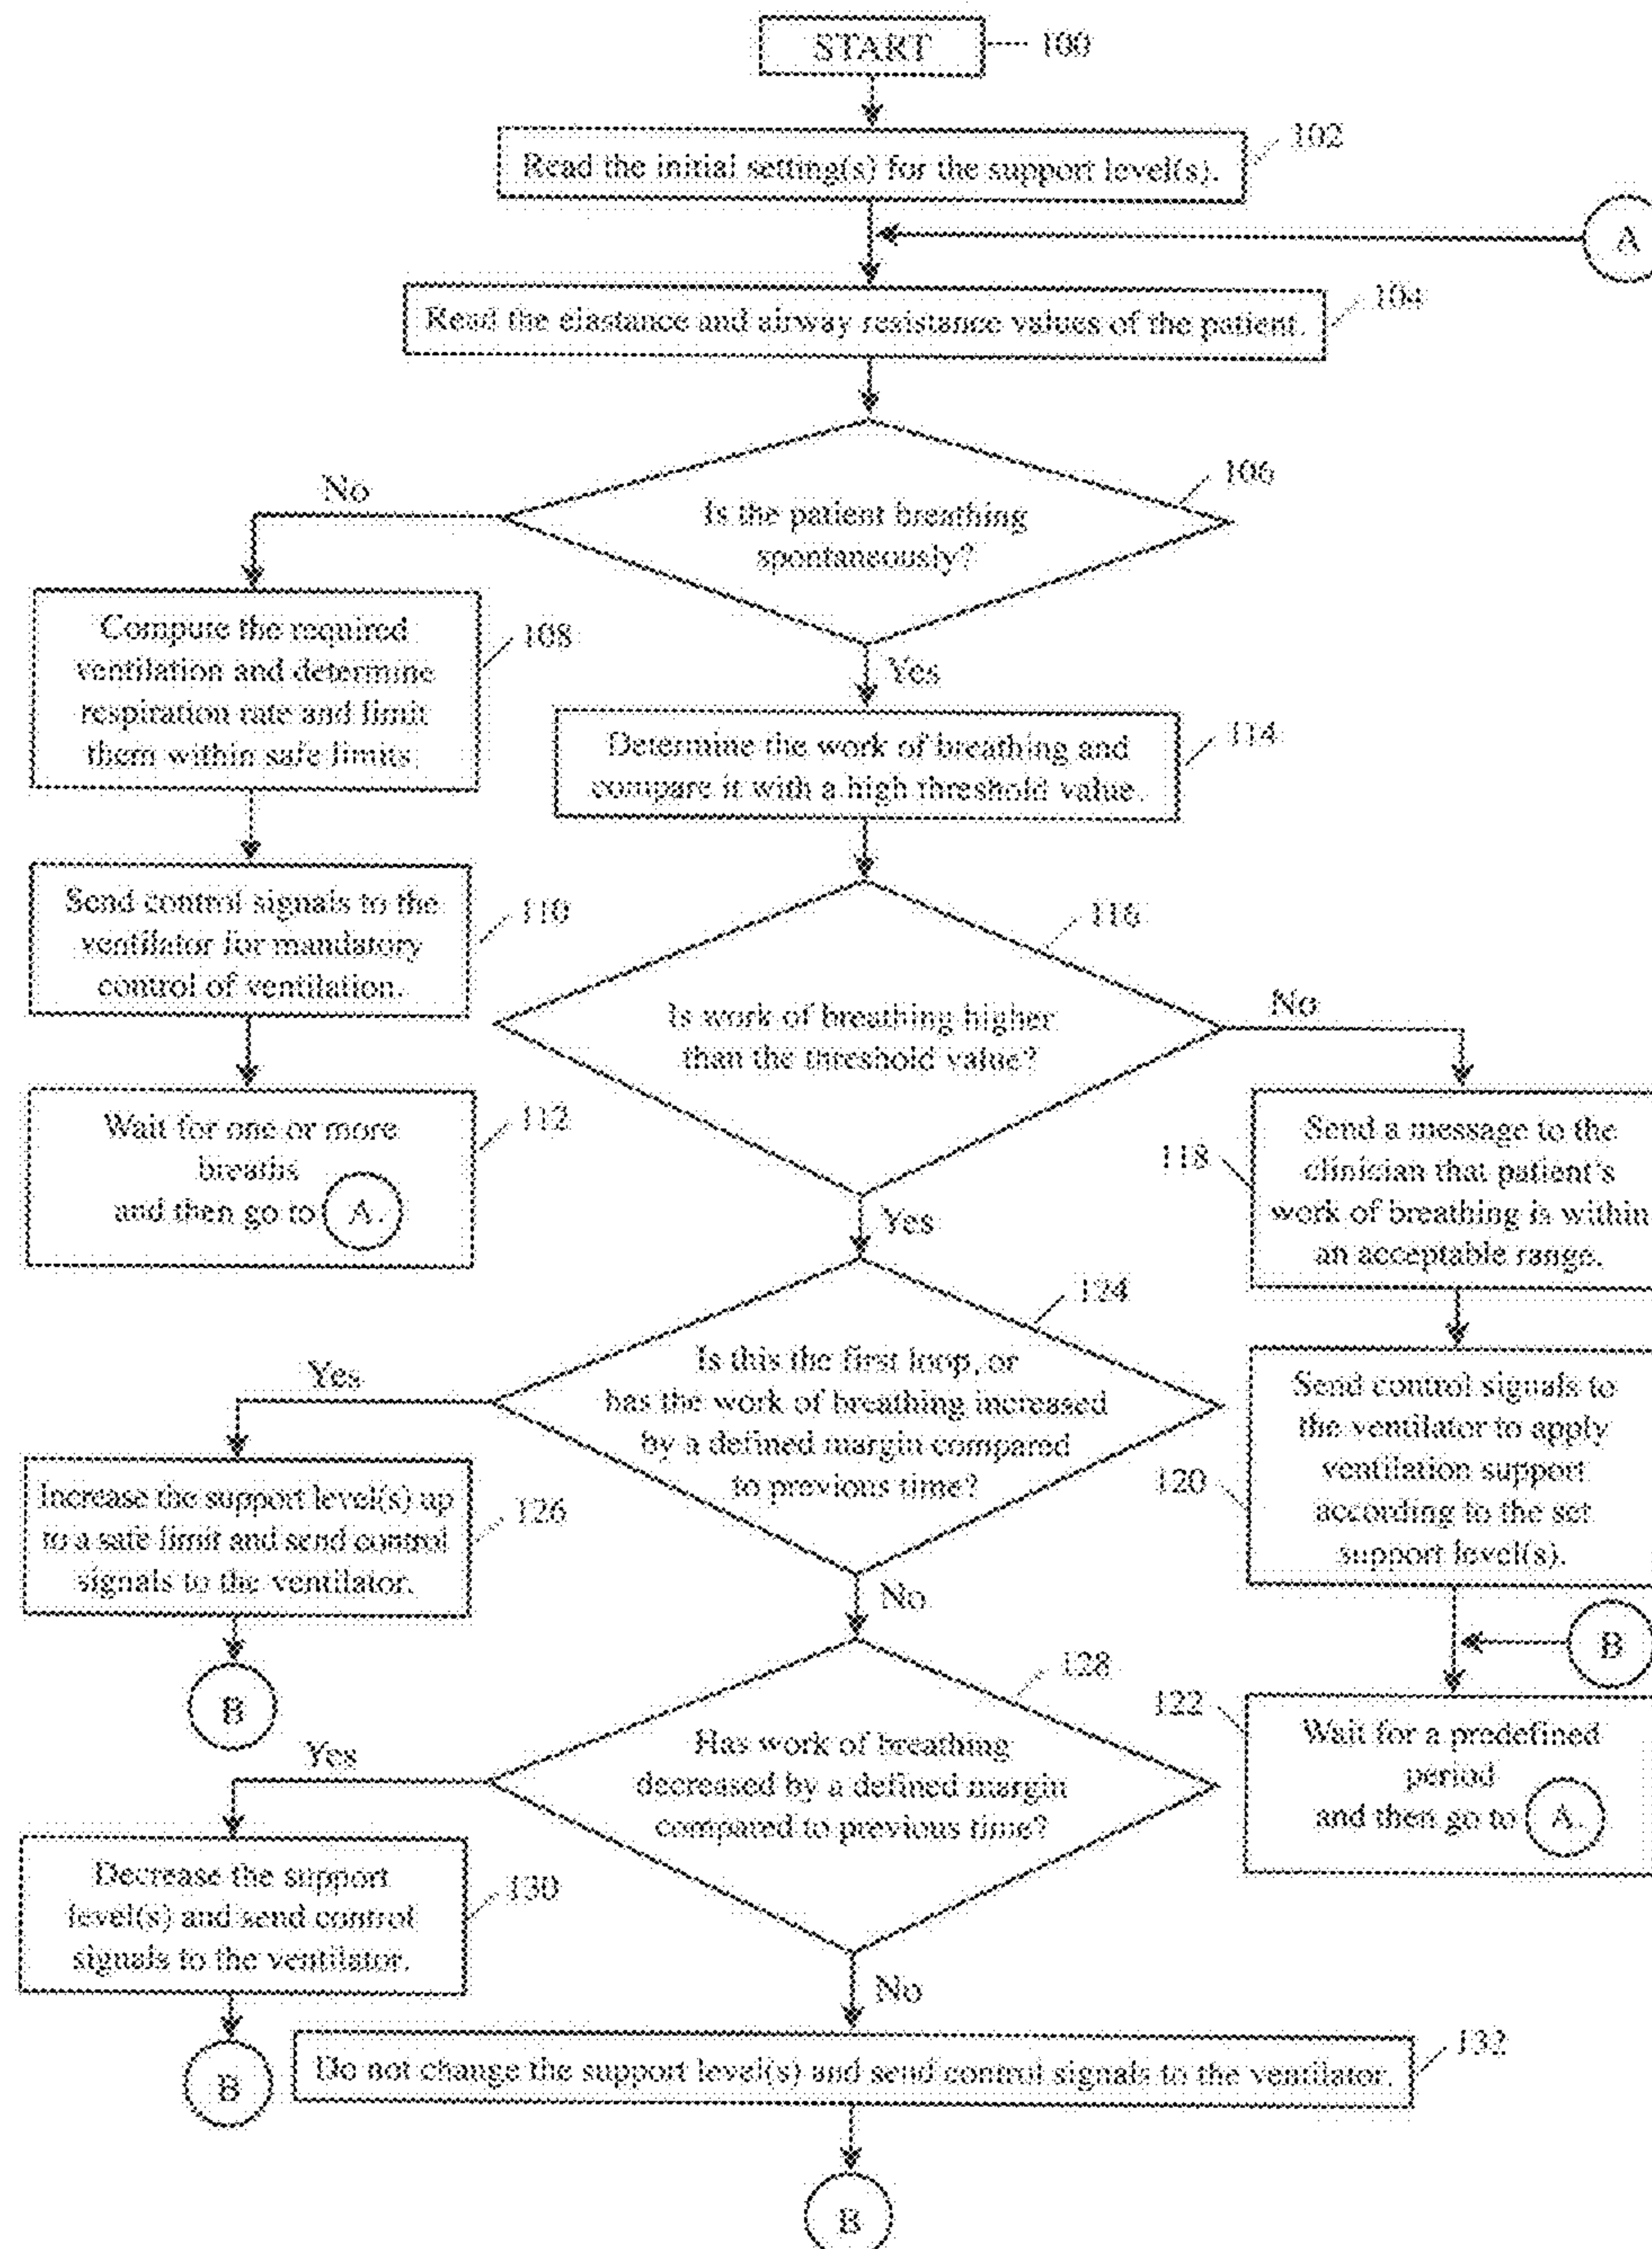 START
100
Read the initial setting(s) for the support level(s).
102
A
Read the elastance and airway resistance values of the patient.
104
Is the patient breathing
spontaneously?
106
No
Yes
Compute the required
ventilation and determine
respiration rate and limit
them within safe limits.
108
Determine the work of breathing and
compare it with a high threshold value.
114
Send control signals to the
ventilator for mandatory
control of ventilation.
110
Is work of breathing higher
than the threshold value?
116
No
Yes
Wait for one or more
breaths
and then go to A.
112
Send a message to the
clinician that patient's
work of breathing is within
an acceptable range.
118
Is this the first loop, or
has the work of breathing increased
by a defined margin compared
to previous time?
124
Yes
No
Send control signals to
the ventilator to apply
ventilation support
according to the set
support level(s).
120
Increase the support level(s) up
to a safe limit and send control
signals to the ventilator.
126
B
B
Has work of breathing
decreased by a defined margin
compared to previous time?
128
Yes
No
Wait for a predefined
period
and then go to A.
122
Decrease the support
level(s) and send control
signals to the ventilator.
130
B
Do not change the support level(s) and send control signals to the ventilator.
132
B